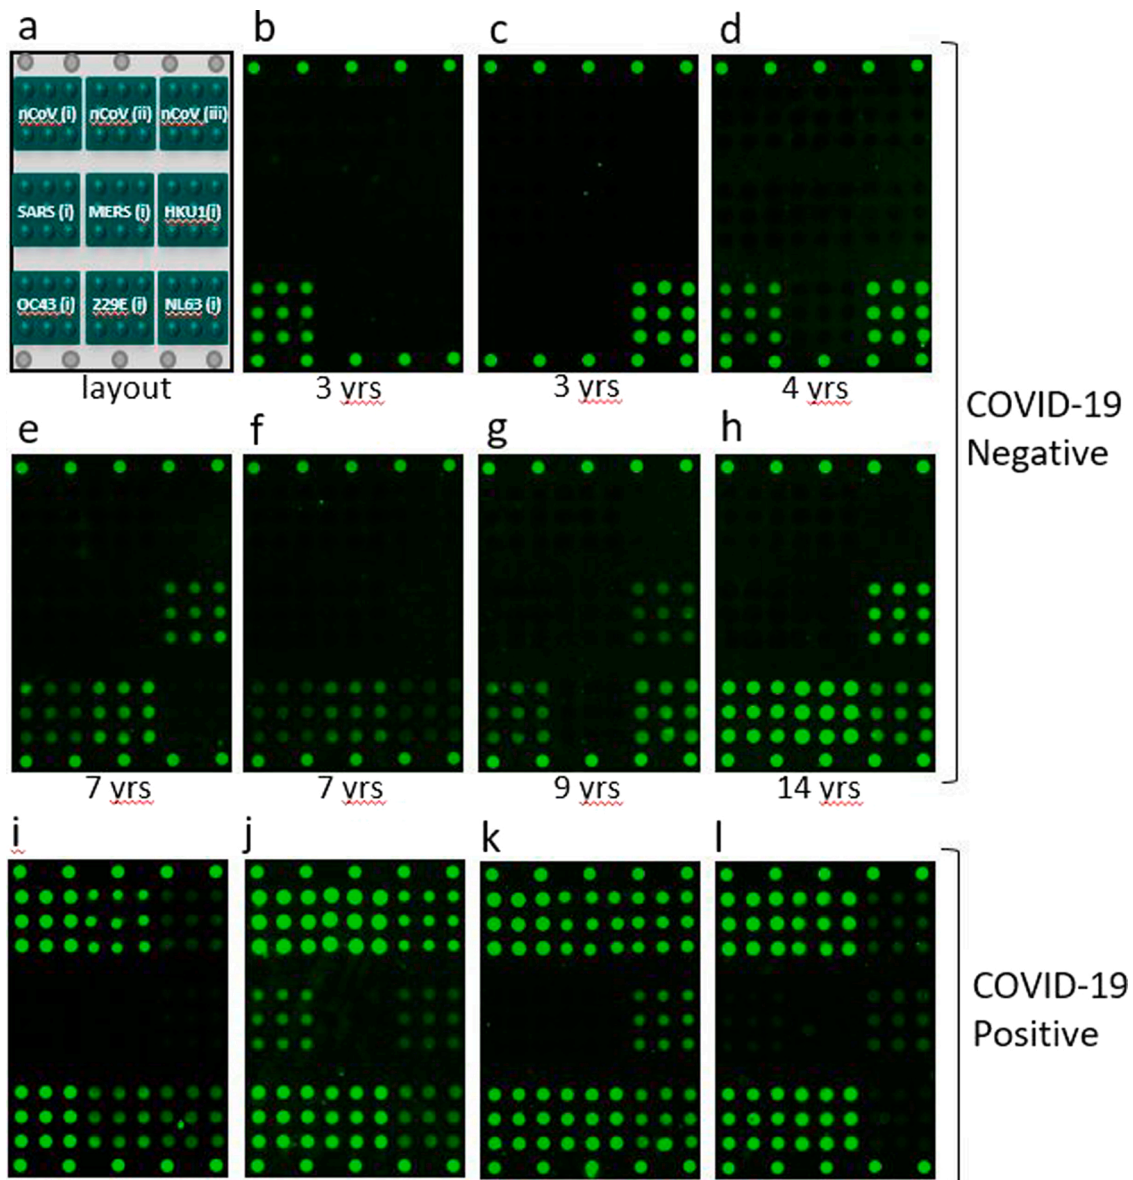 a
b
c
d
nCoV (i) nCoV (ii) nCoV (iii)
SARS (i) MERS (i) HKU1(i)
OC43 (i) 229E (i) NL63 (i)
layout
3 yrs
3 yrs
4 yrs
COVID-19
Negative
e
f
g
h
7 yrs
7 yrs
9 yrs
14 yrs
i
j
k
l
COVID-19
Positive